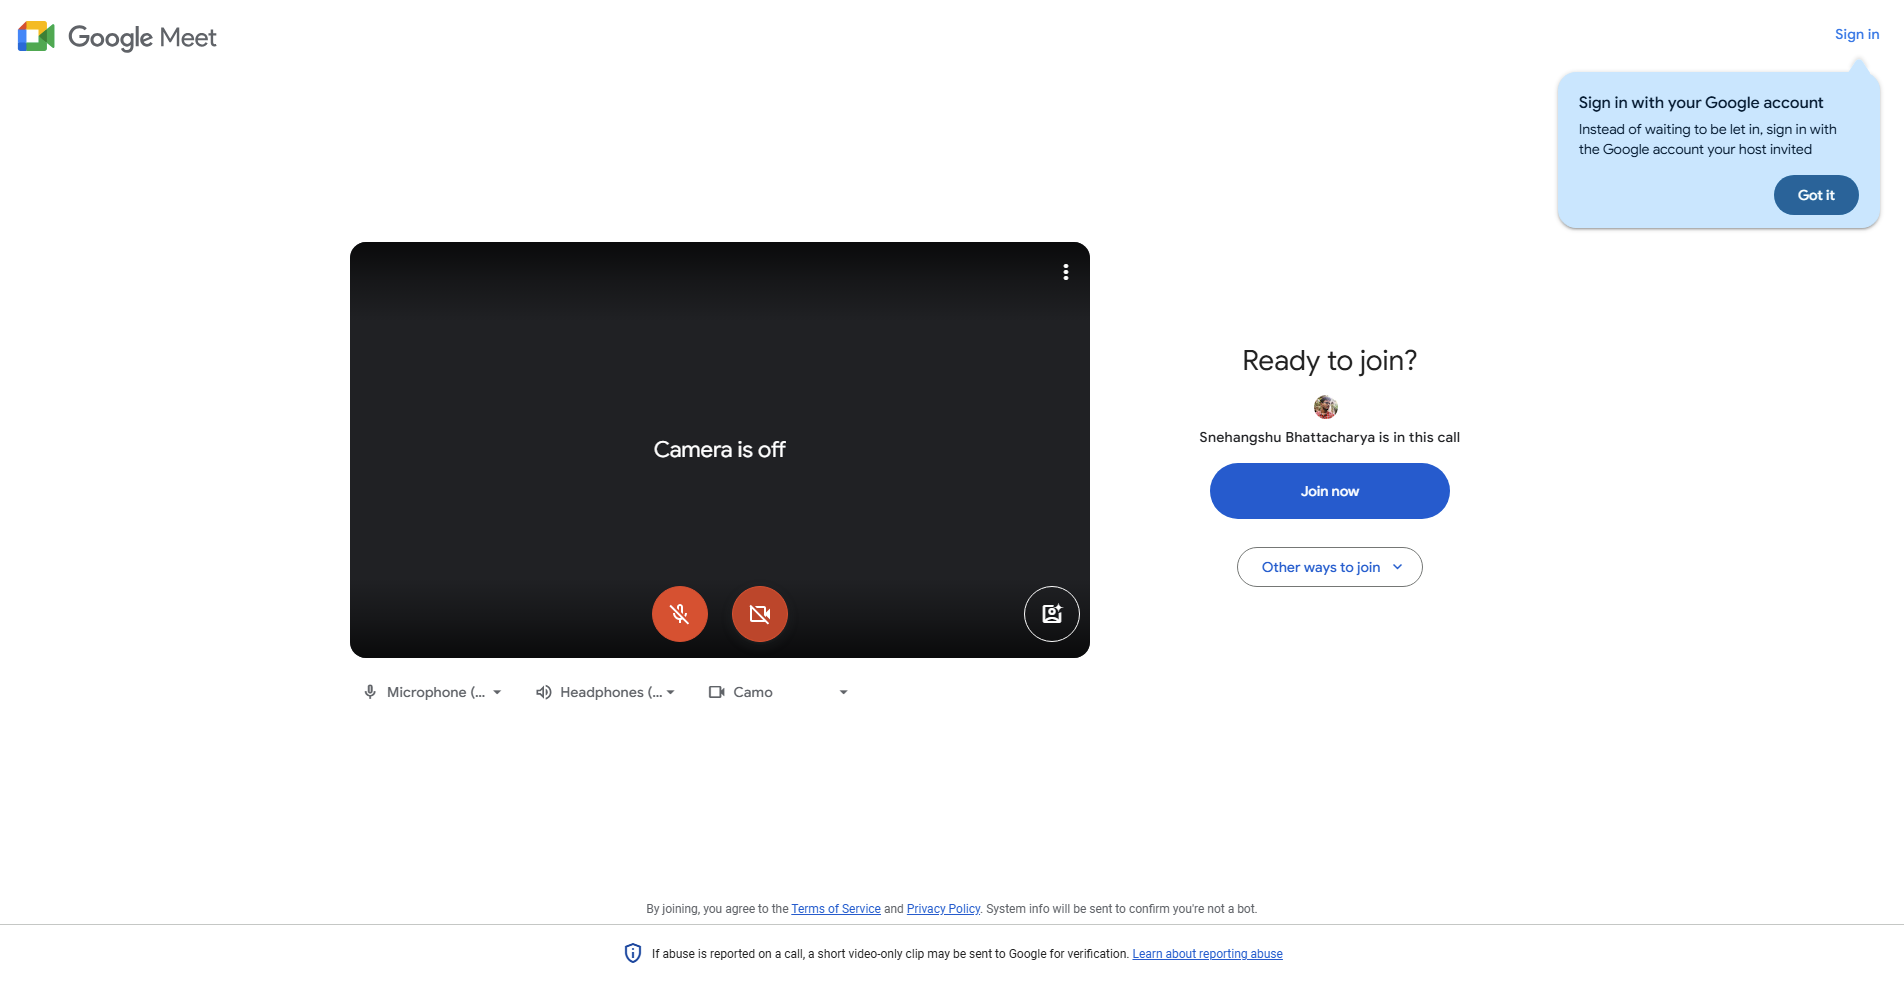 Google Meet
Sign in
Sign in with your Google account
Instead of waiting to be let in, sign in with
the Google account your host invited
Got it
Camera is off
Ready to join?
Snehangshu Bhattacharya is in this call
Join now
Other ways to join
Microphone (...
Headphones (...
Camo
By joining, you agree to the Terms of Service and Privacy Policy. System info will be sent to confirm you're not a bot.
If abuse is reported on a call, a short video-only clip may be sent to Google for verification. Learn about reporting abuse